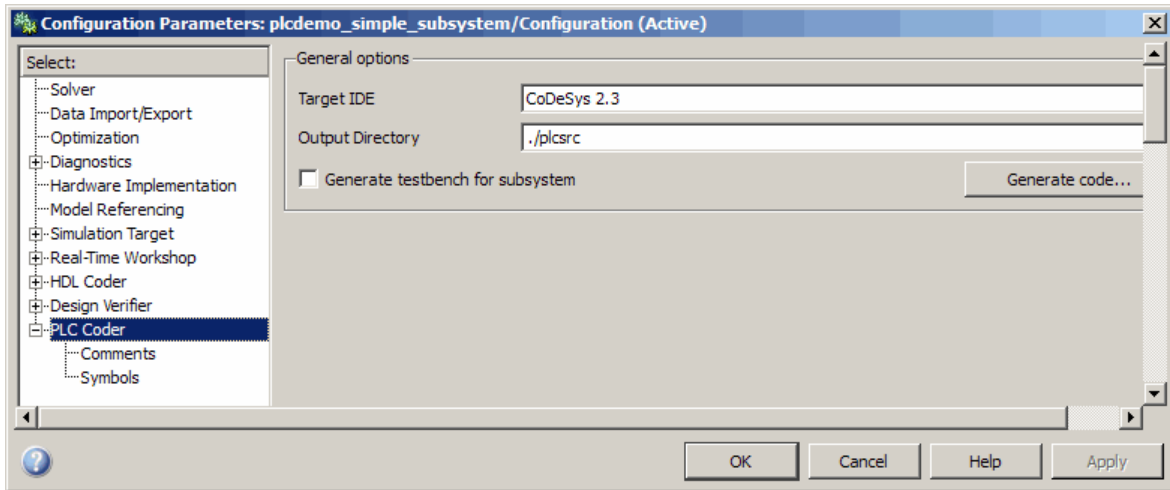 Configuration Parameters: plcdemo_simple_subsystem/Configuration (Active)
Select:
Solver
Data Import/Export
Optimization
Diagnostics
Hardware Implementation
Model Referencing
Simulation Target
Real-Time Workshop
HDL Coder
Design Verifier
PLC Coder
Comments
Symbols
General options
Target IDE CoDeSys 2.3
Output Directory ./plcsrc
Generate testbench for subsystem Generate code...
OK Cancel Help Apply